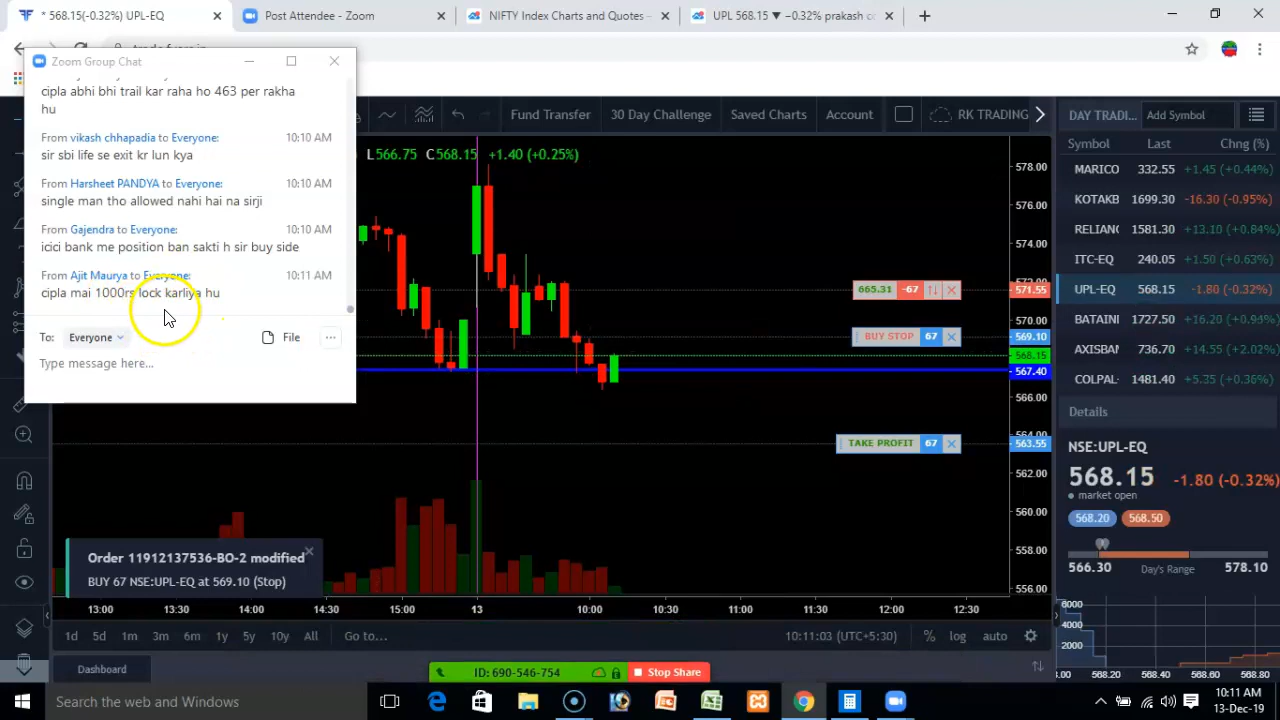 * 568.15(-0.32%) UPL-EQ
Post Attendee - Zoom
NIFTY Index Charts and Quotes –
UPL 568.15 ▼ −0.32% prakash
Zoom Group Chat
cipla abhi bhi trail kar raha ho 463 per rakha
hu
From vikash chhapadia to Everyone: 10:10 AM
sir sbi life se exit kr lun kya
From Harsheet PANDYA to Everyone: 10:10 AM
single man tho allowed nahi hai na sirji
From Gajendra to Everyone: 10:10 AM
icici bank me position ban sakti h sir buy side
From Ajit Maurya to Everyone: 10:11 AM
cipla mai 1000rs lock karliya hu
To: Everyone
File
Type message here...
Fund Transfer
30 Day Challenge
Saved Charts
Account
RK TRADING
L566.75 C568.15 +1.40 (+0.25%)
578.00
576.00
574.00
665.31 -67
571.55
570.00
BUY STOP 67
569.10
568.15
567.40
566.00
TAKE PROFIT 67
563.55
562.00
560.00
558.00
556.00
Order 11912137536-BO-2 modified
BUY 67 NSE:UPL-EQ at 569.10 (Stop)
13:00 13:30 14:00 14:30 15:00 13 10:00 10:30 11:00 11:30 12:00 12:30
1d 5d 1m 3m 6m 1y 5y 10y All Go to...
10:11:03 (UTC+5:30) % log auto
Dashboard
ID: 690-546-754
Stop Share
DAY TRADI...
Add Symbol
Symbol Last Chng (%)
MARICO 332.55 +1.45 (+0.44%)
KOTAKB 1699.30 -16.30 (-0.95%)
RELIANC 1581.30 +13.10 (+0.84%)
ITC-EQ 240.05 +1.50 (+0.63%)
UPL-EQ 568.15 -1.80 (-0.32%)
BATAINI 1727.50 +16.20 (+0.94%)
AXISBAN 736.70 +14.55 (+2.02%)
COLPAL- 1481.40 +5.35 (+0.36%)
Details
NSE:UPL-EQ
568.15 -1.80 (-0.32%)
market open
568.20 568.50
566.30 Day's Range 578.10
6000
4000
2000
568.20 568.40 568.60 568.80
Search the web and Windows
10:11 AM
13-Dec-19